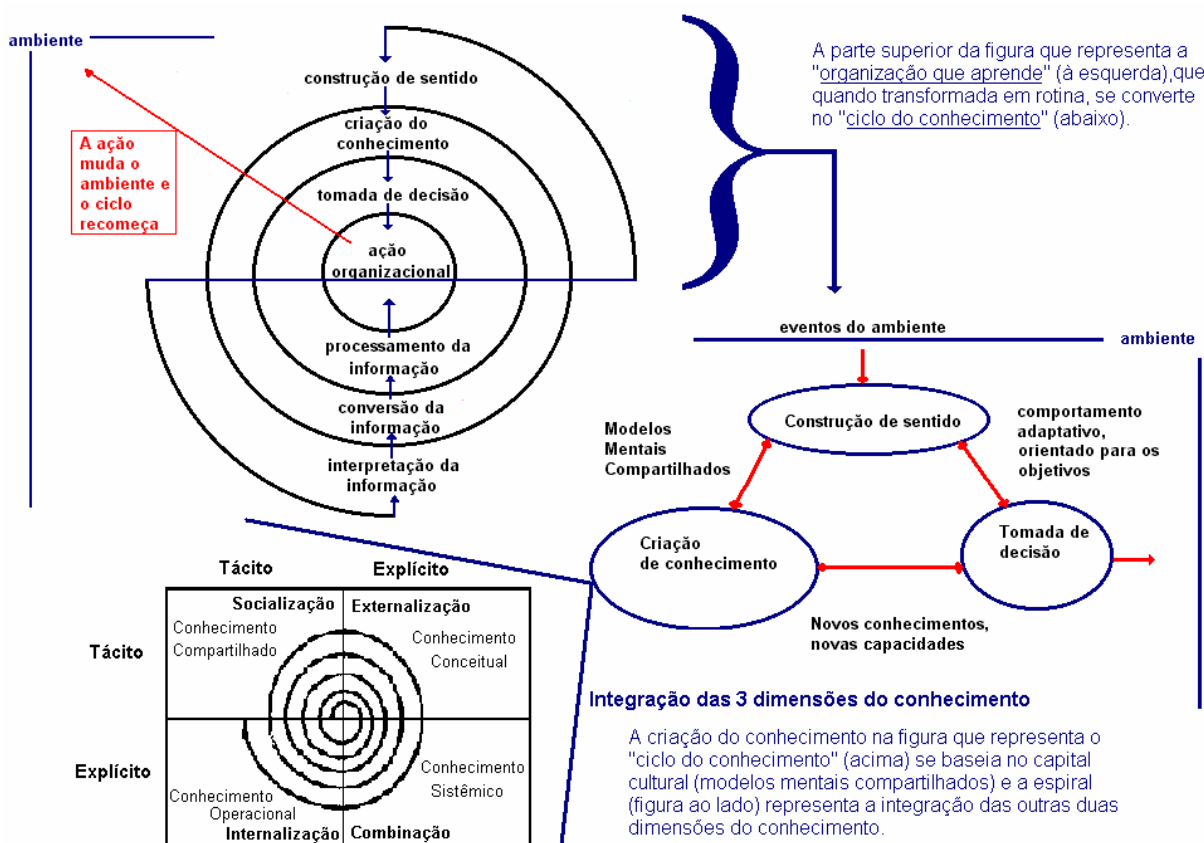 ambiente
construção de sentido
criação do
conhecimento
tomada de decisão
ação
organizacional
processamento da
informação
conversão da
informação
interpretação da
informação
A ação
muda o
ambiente e
o ciclo
recomeça
A parte superior da figura que representa a
"organização que aprende" (à esquerda),que
quando transformada em rotina, se converte
no "ciclo do conhecimento" (abaixo).
eventos do ambiente
ambiente
Construção de sentido
Modelos
Mentais
Compartilhados
comportamento
adaptativo,
orientado para os
objetivos
Criação
de conhecimento
Tomada de
decisão
Novos conhecimentos,
novas capacidades
Tácito
Explícito
Socialização
Externalização
Conhecimento
Compartilhado
Conhecimento
Conceitual
Tácito
Explícito
Conhecimento
Operacional
Conhecimento
Sistêmico
Internalização
Combinação
Integração das 3 dimensões do conhecimento
A criação do conhecimento na figura que representa o
"ciclo do conhecimento" (acima) se baseia no capital
cultural (modelos mentais compartilhados) e a espiral
(figura ao lado) representa a integração das outras duas
dimensões do conhecimento.